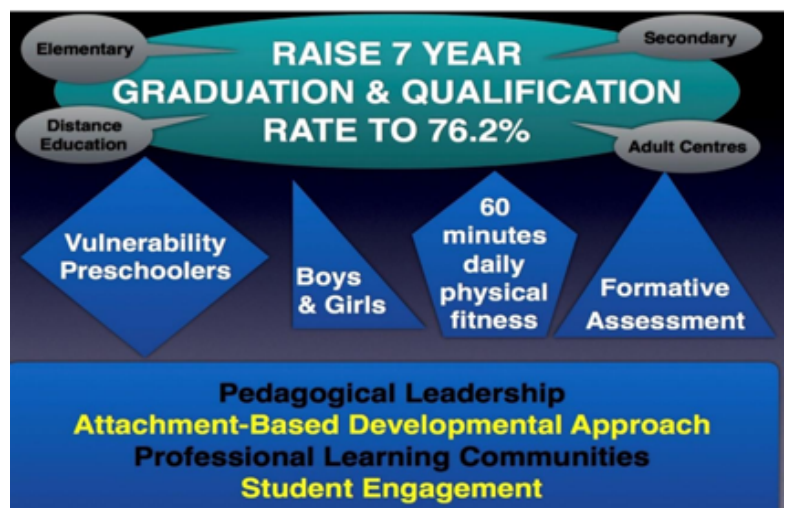 Elementary
Secondary
RAISE 7 YEAR
GRADUATION & QUALIFICATION
RATE TO 76.2%
Distance
Education
Adult Centres
Vulnerability
Preschoolers
Boys
& Girls
60
minutes
daily
physical
fitness
Formative
Assessment
Pedagogical Leadership
Attachment-Based Developmental Approach
Professional Learning Communities
Student Engagement